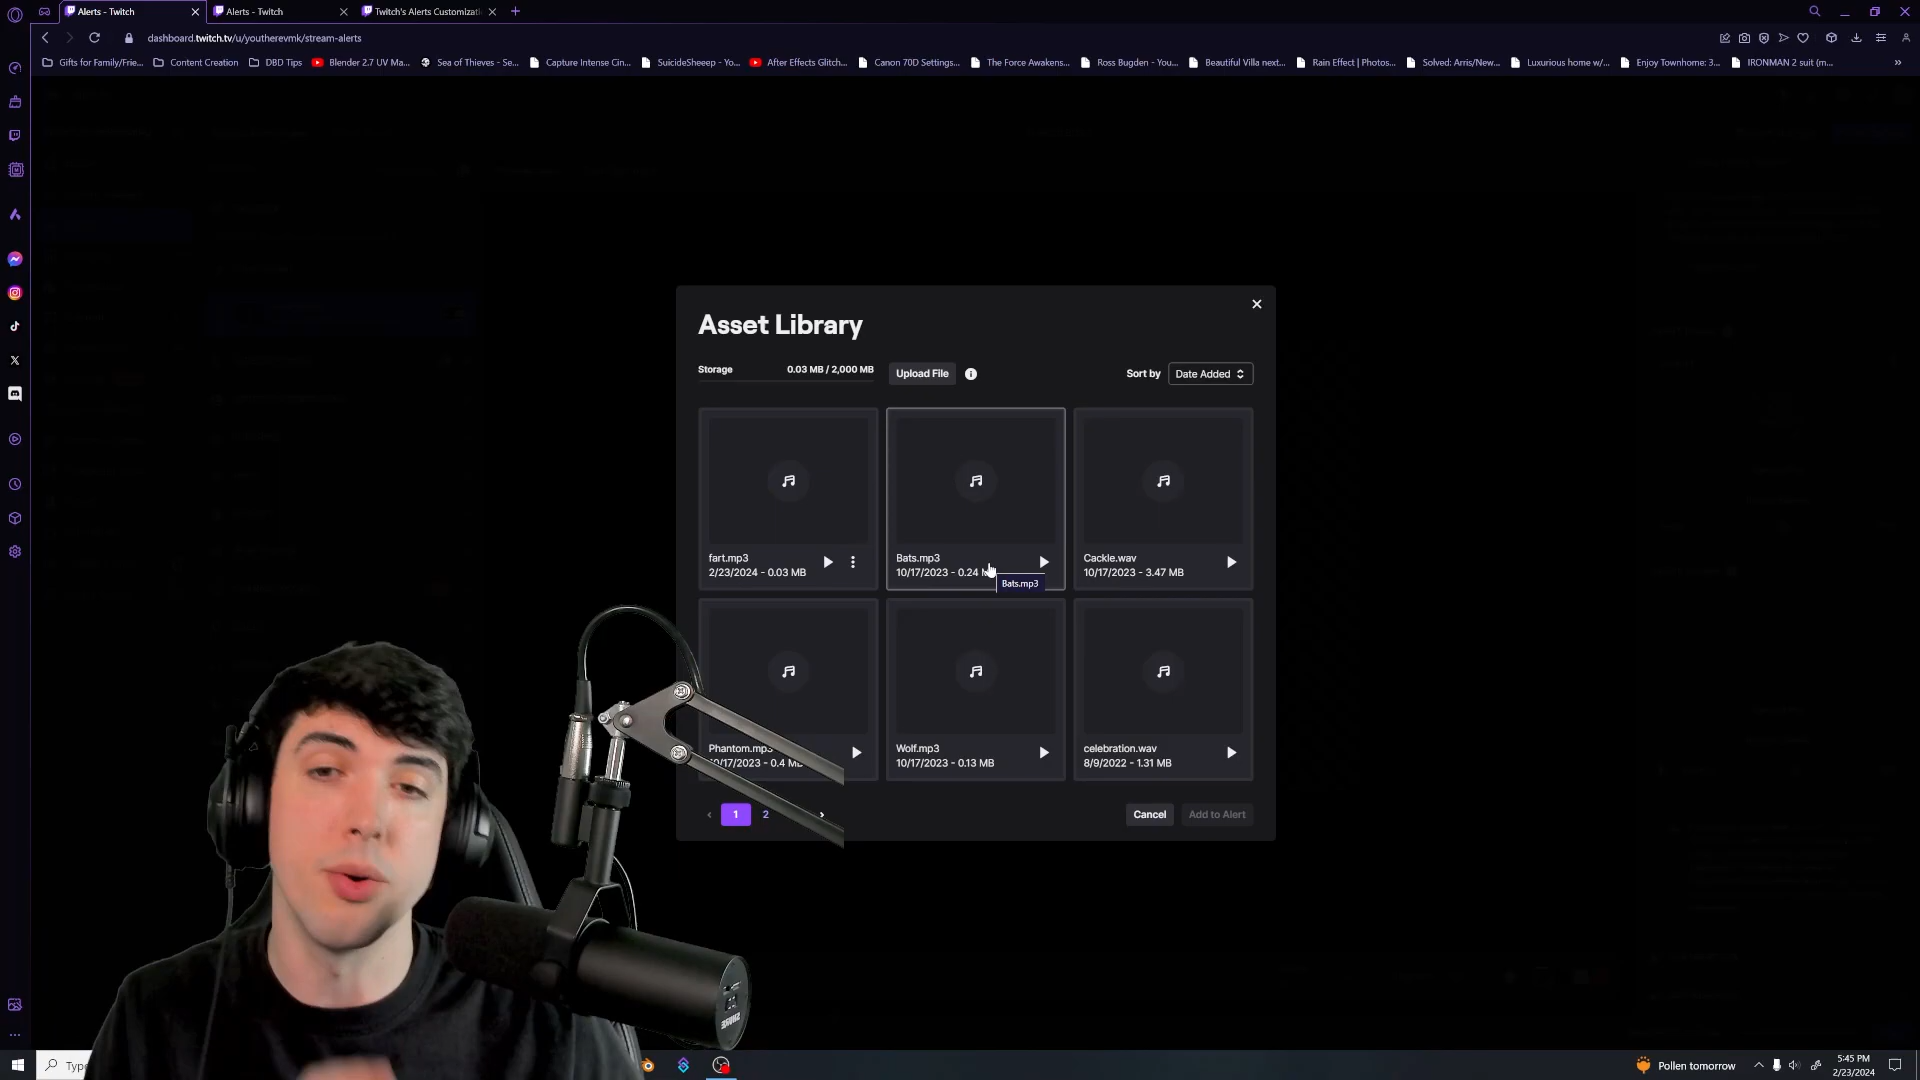 Alerts - Twitch
Alerts - Twitch
Twitch's Alerts Customizati
dashboard.twitch.tv/u/youtherevmk/stream-alerts
Gifts for Family/Frie...
Content Creation
DBD Tips
Blender 2.7 UV Ma...
Sea of Thieves - Se...
Capture Intense Cin...
SuicideSheeep - Yo...
After Effects Glitch...
Canon 70D Settings,...
The Force Awakens...
Ross Bugden - You...
Beautiful Villa next...
Rain Effect | Photos...
Solved: Arris/New...
Luxurious home w/...
Enjoy Townhome: 3...
IRONMAN 2 suit (m...
Asset Library
Storage 0.03 MB / 2,000 MB
Upload File
Sort by Date Added
fart.mp3
2/23/2024 - 0.03 MB
Bats.mp3
10/17/2023 - 0.24
Bats.mp3
Cackle.wav
10/17/2023 - 3.47 MB
Phantom.mp3
10/17/2023 - 0.4 MB
Wolf.mp3
10/17/2023 - 0.13 MB
celebration.wav
8/9/2022 - 1.31 MB
1 2
Cancel
Add to Alert
Type
Pollen tomorrow
5:45 PM
2/23/2024